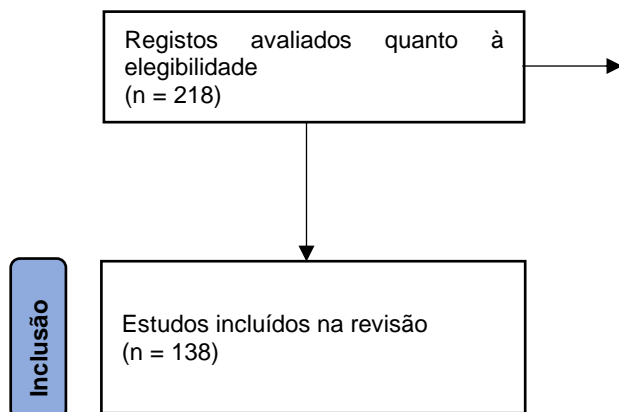 Registos avaliados quanto à
elegibilidade
(n = 218)
Inclusão
Estudos incluídos na revisão
(n = 138)